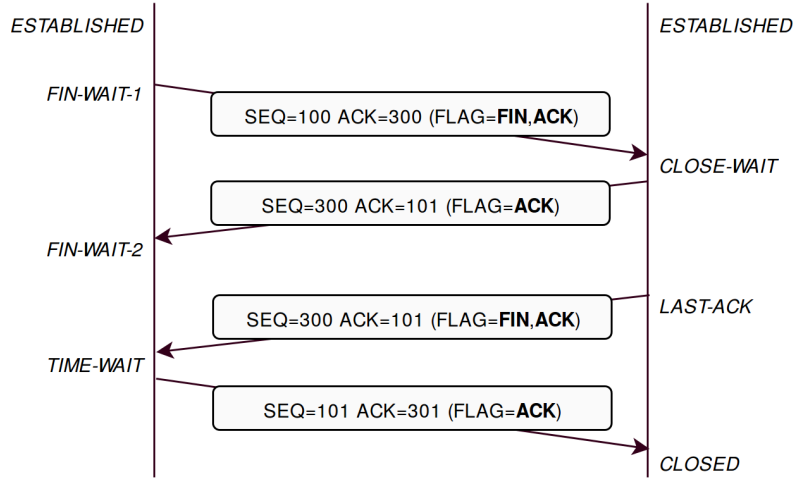 ESTABLISHED
ESTABLISHED
FIN-WAIT-1
SEQ=100 ACK=300 (FLAG=FIN,ACK)
CLOSE-WAIT
SEQ=300 ACK=101 (FLAG=ACK)
FIN-WAIT-2
SEQ=300 ACK=101 (FLAG=FIN,ACK)
LAST-ACK
TIME-WAIT
SEQ=101 ACK=301 (FLAG=ACK)
CLOSED